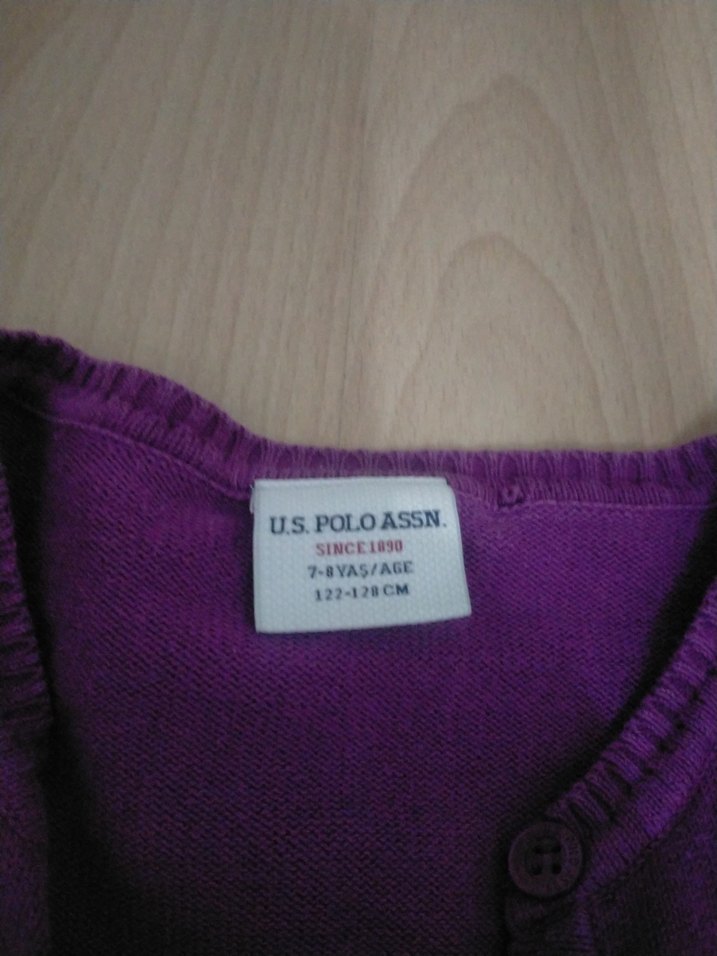 U.S. POLO ASSN.
SINCE 1890
7-8 YAŞ/AGE
122-128 CM